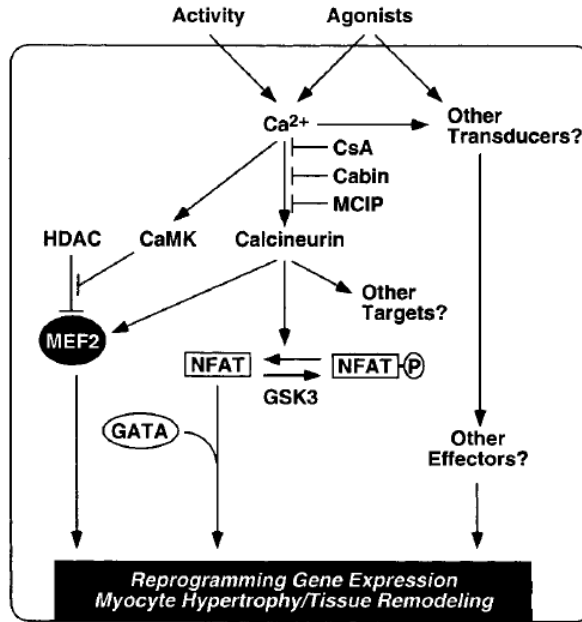 Activity
Agonists
Ca2+
Other
Transducers?
CsA
Cabin
MCIP
HDAC
CaMK
Calcineurin
Other
Targets?
MEF2
NFAT
NFAT
P
GSK3
GATA
Other
Effectors?
Reprogramming Gene Expression
Myocyte Hypertrophy/Tissue Remodeling